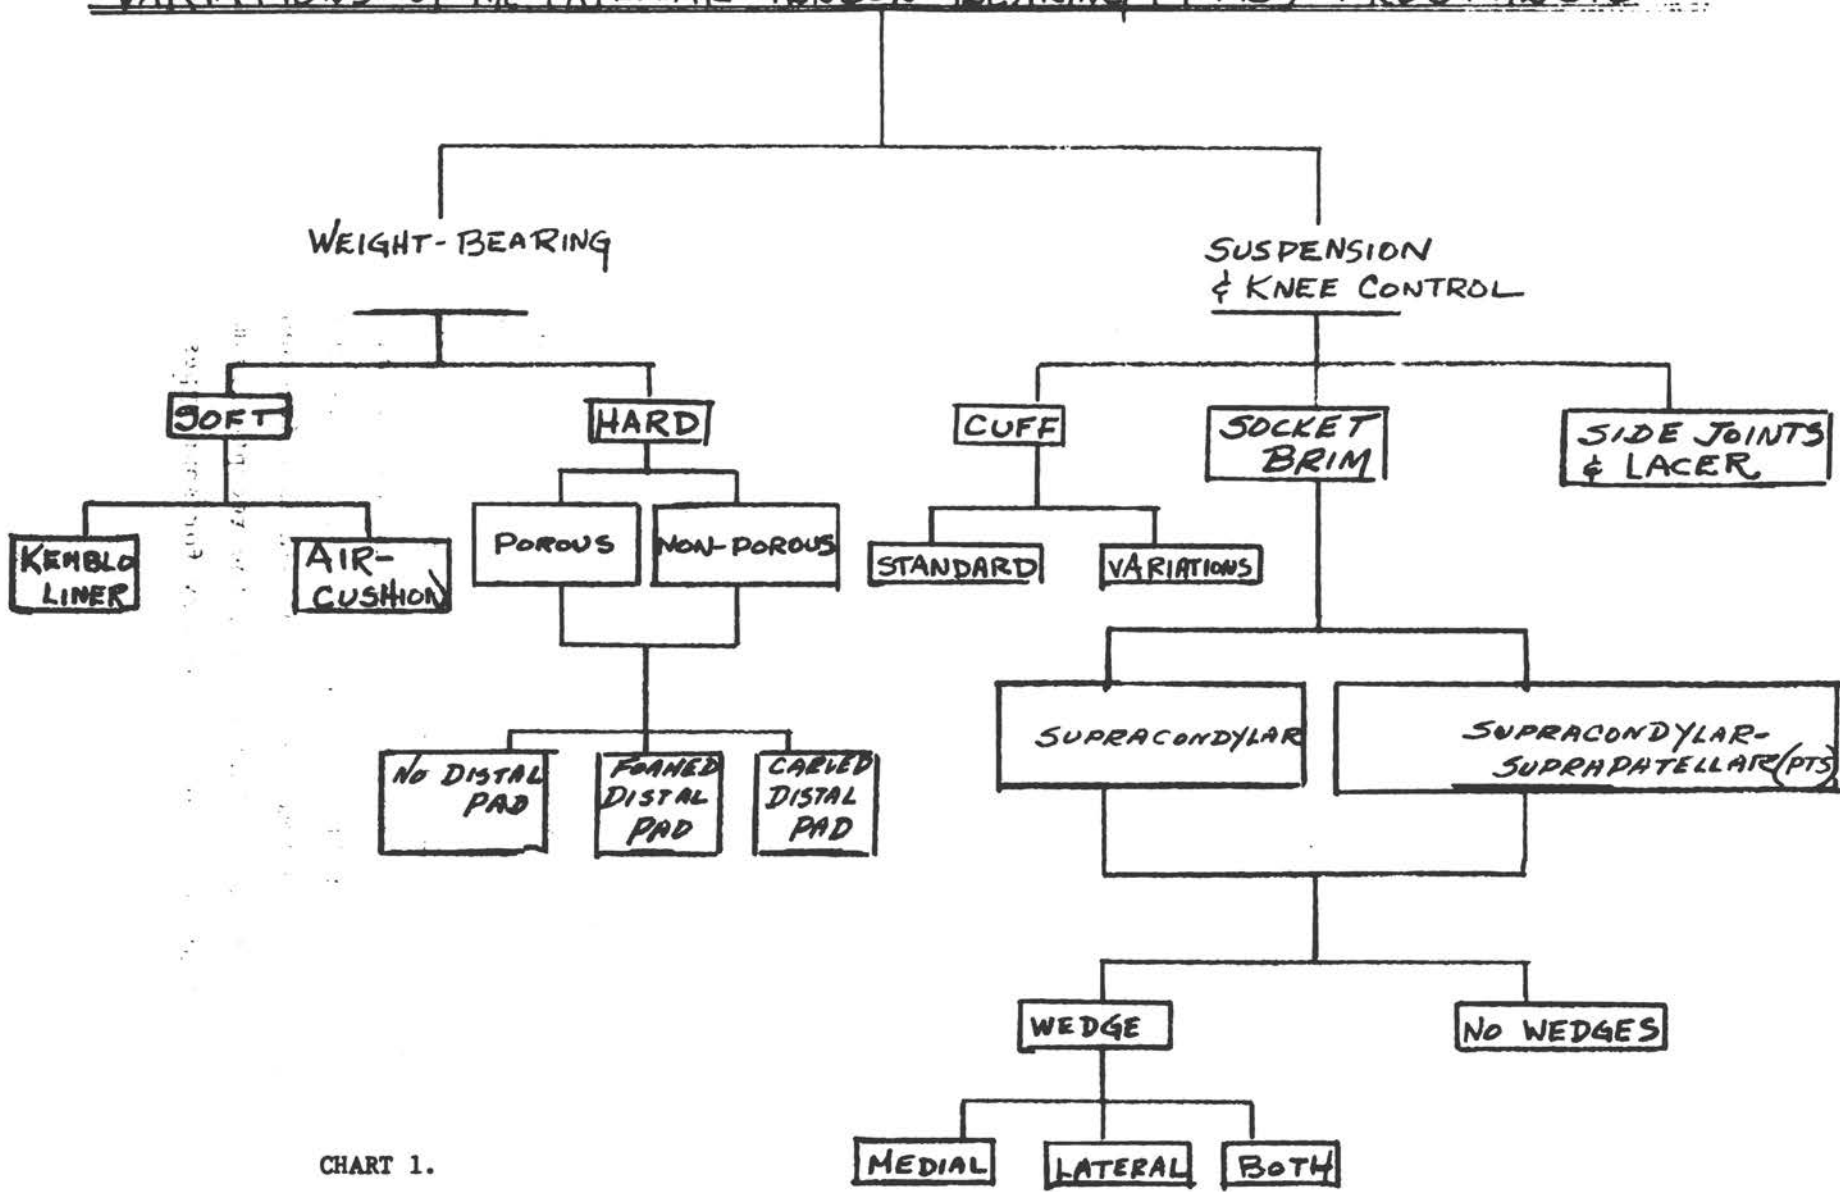 WEIGHT-BEARING
SUSPENSION
& KNEE CONTROL
SOFT
HARD
CUFF
SOCKET
BRIM
SIDE JOINTS
& LACER
KEMBLO
LINER
AIR-
CUSHION
POROUS
NON-POROUS
STANDARD
VARIATIONS
SUPRACONDYLAR
SUPRACONDYLAR-
SUPRAPATELLAR (PTS)
NO DISTAL
PAD
FOAMED
DISTAL
PAD
CARVED
DISTAL
PAD
WEDGE
NO WEDGES
MEDIAL
LATERAL
BOTH
CHART 1.